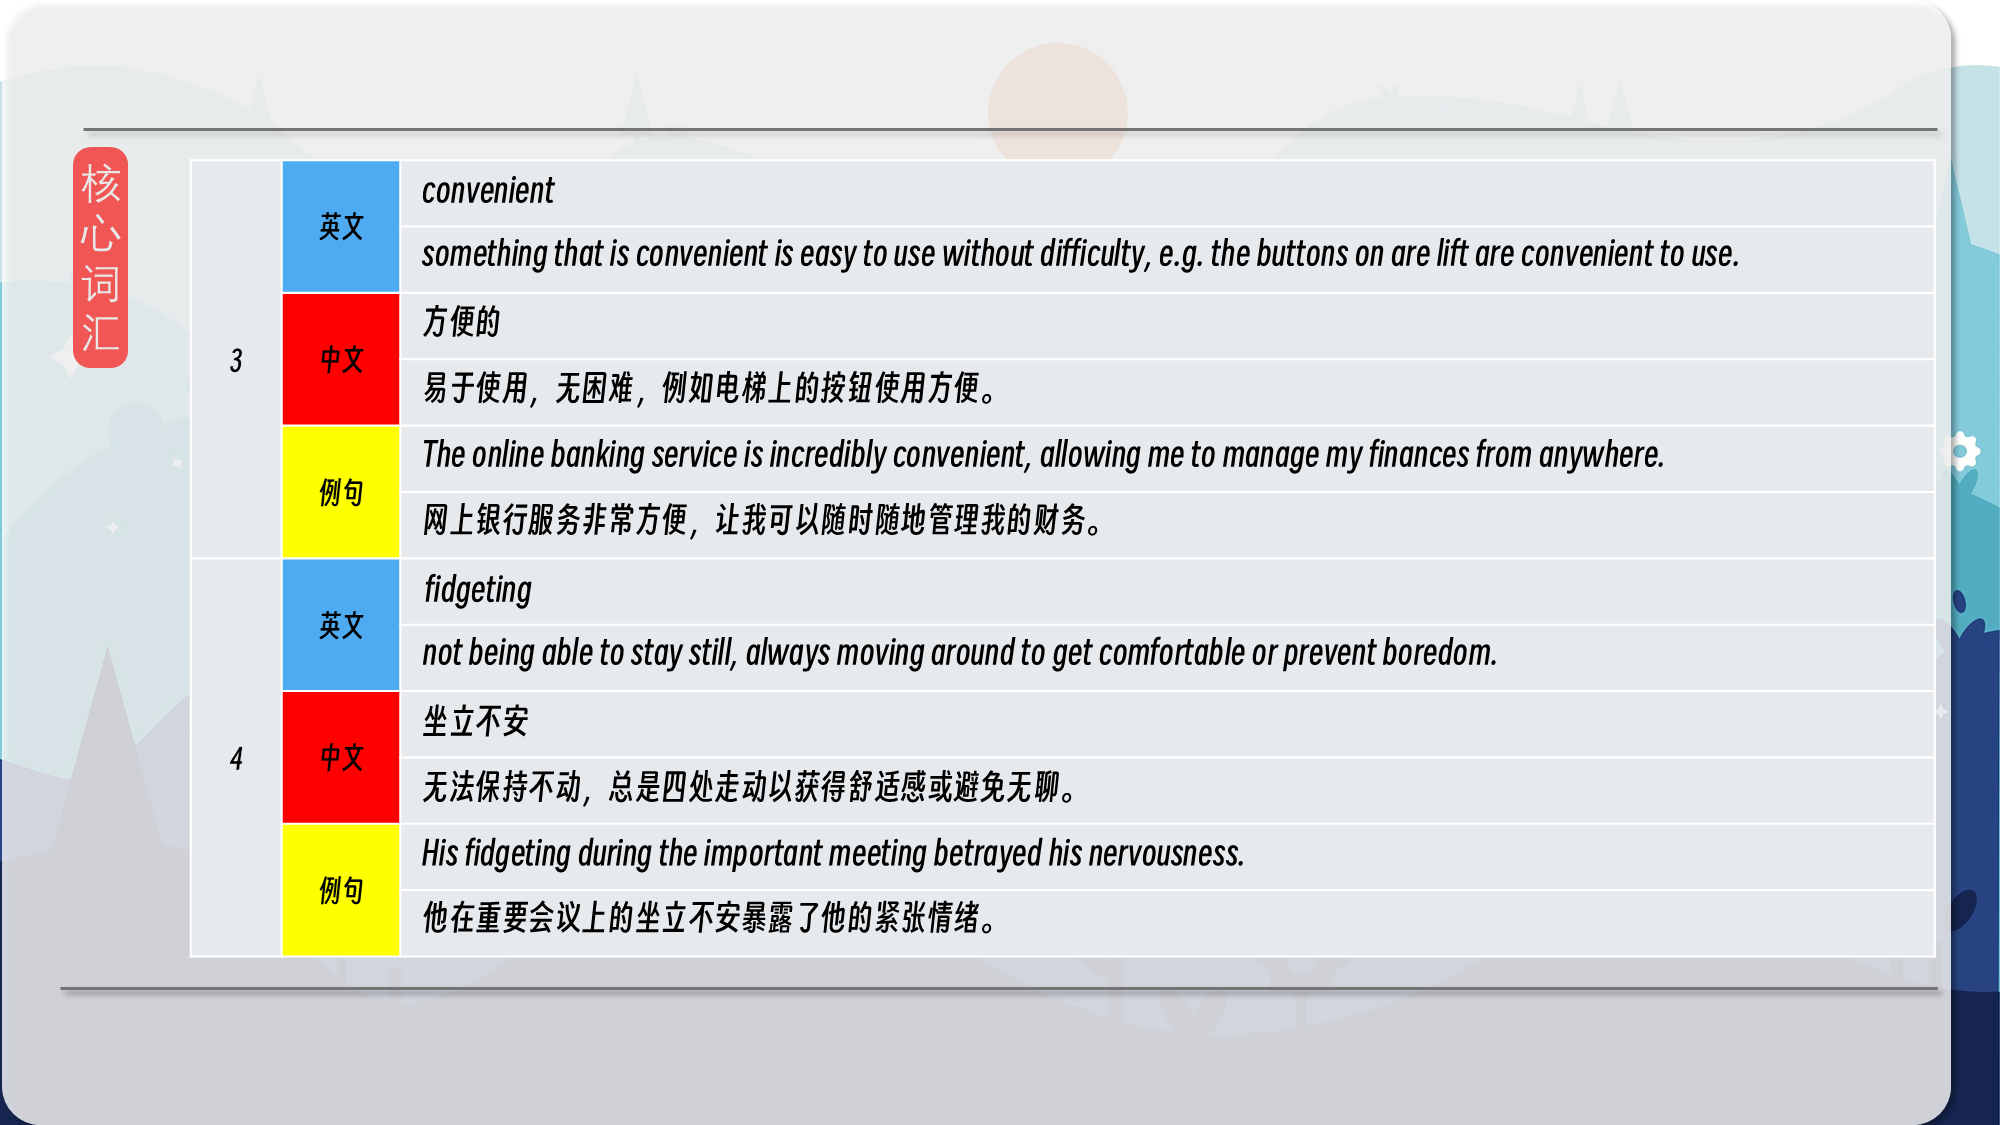 核
心
词
汇
3
英文
convenient
something that is convenient is easy to use without difficulty, e.g. the buttons on are lift are convenient to use.
中文
方便的
易于使用，无困难，例如电梯上的按钮使用方便。
例句
The online banking service is incredibly convenient, allowing me to manage my finances from anywhere.
网上银行服务非常方便，让我可以随时随地管理我的财务。
4
英文
fidgeting
not being able to stay still, always moving around to get comfortable or prevent boredom.
中文
坐立不安
无法保持不动，总是四处走动以获得舒适感或避免无聊。
例句
His fidgeting during the important meeting betrayed his nervousness.
他在重要会议上的坐立不安暴露了他的紧张情绪。